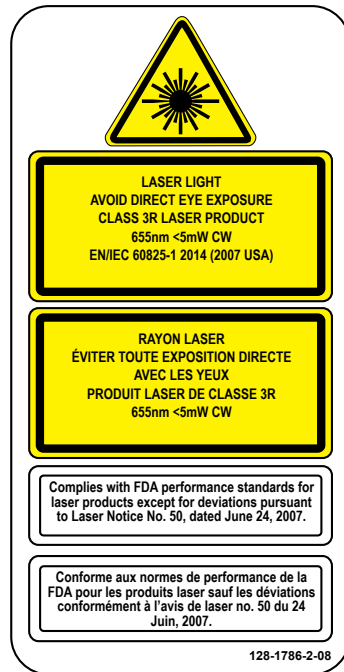 LASER LIGHT
AVOID DIRECT EYE EXPOSURE
CLASS 3R LASER PRODUCT
655nm <5mW CW
EN/IEC 60825-1 2014 (2007 USA)
RAYON LASER
ÉVITER TOUTE EXPOSITION DIRECTE
AVEC LES YEUX
PRODUIT LASER DE CLASSE 3R
655nm <5mW CW
Complies with FDA performance standards for
laser products except for deviations pursuant
to Laser Notice No. 50, dated June 24, 2007.
Conforme aux normes de performance de la
FDA pour les produits laser sauf les déviations
conformément à l'avis de laser no. 50 du 24
Juin, 2007.
128-1786-2-08